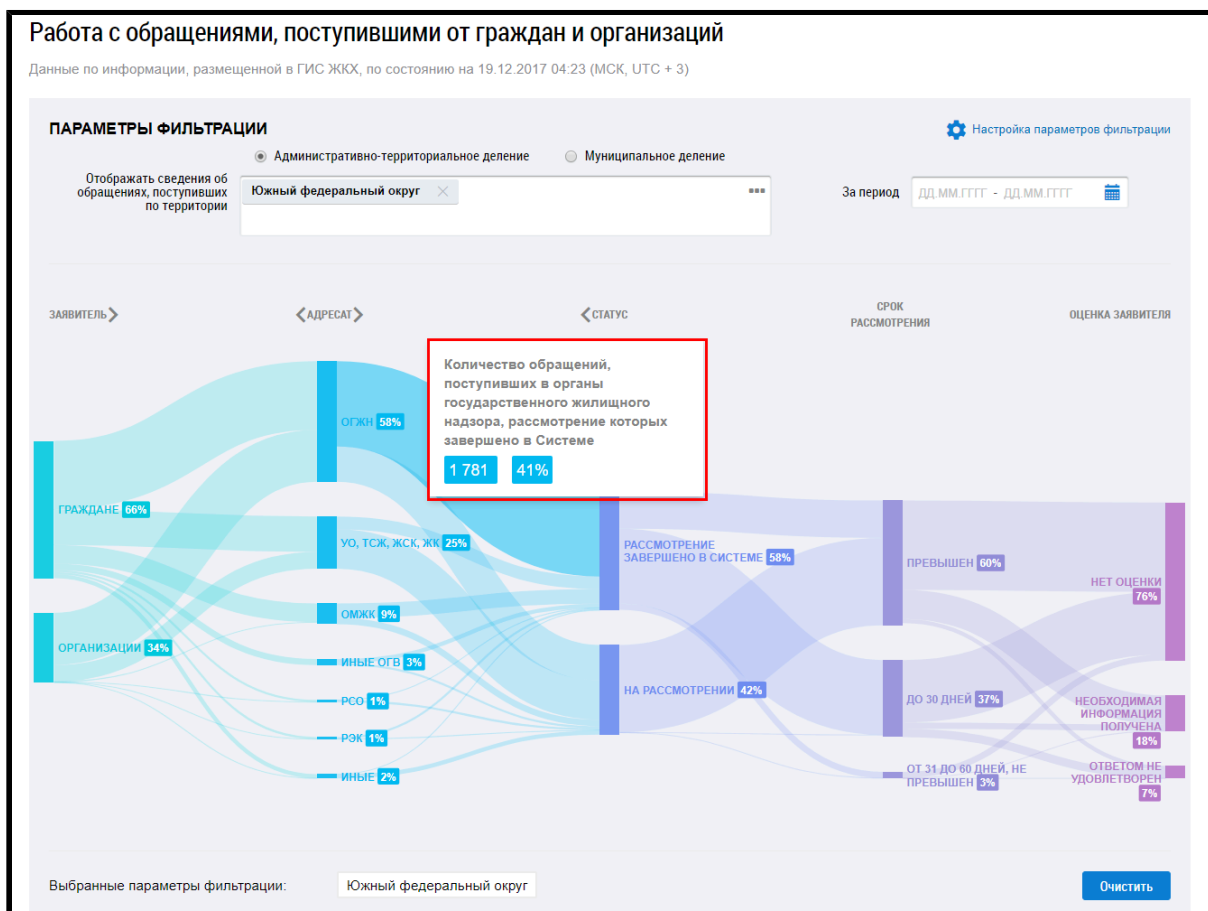 Работа с обращениями, поступившими от граждан и организаций
Данные по информации, размещенной в ГИС ЖКХ, по состоянию на 19.12.2017 04:23 (МСК, UTC + 3)
ПАРАМЕТРЫ ФИЛЬТРАЦИИ
Настройка параметров фильтрации
Административно-территориальное деление
Муниципальное деление
Отображать сведения об
обращениях, поступивших
по территории
Южный федеральный округ
За период
ДД.ММ.ГГГГ - ДД.ММ.ГГГГ
ЗАЯВИТЕЛЬ
АДРЕСАТ
СТАТУС
СРОК
РАССМОТРЕНИЯ
ОЦЕНКА ЗАЯВИТЕЛЯ
Количество обращений,
поступивших в органы
государственного жилищного
надзора, рассмотрение которых
завершено в Системе
1 781 41%
ГРАЖДАНЕ 66%
ОРГАНИЗАЦИИ 34%
ОГЖН 58%
УО, ТСЖ, ЖСК, ЖК 25%
ОМЖК 9%
ИНЫЕ ОГВ 3%
РСО 1%
РЭК 1%
ИНЫЕ 2%
РАССМОТРЕНИЕ
ЗАВЕРШЕНО В СИСТЕМЕ 58%
НА РАССМОТРЕНИИ 42%
ПРЕВЫШЕН 60%
ДО 30 ДНЕЙ 37%
ОТ 31 ДО 60 ДНЕЙ, НЕ
ПРЕВЫШЕН 3%
НЕТ ОЦЕНКИ
76%
НЕОБХОДИМАЯ
ИНФОРМАЦИЯ
ПОЛУЧЕНА
18%
ОТВЕТОМ НЕ
УДОВЛЕТВОРЕН
7%
Выбранные параметры фильтрации:
Южный федеральный округ
Очистить